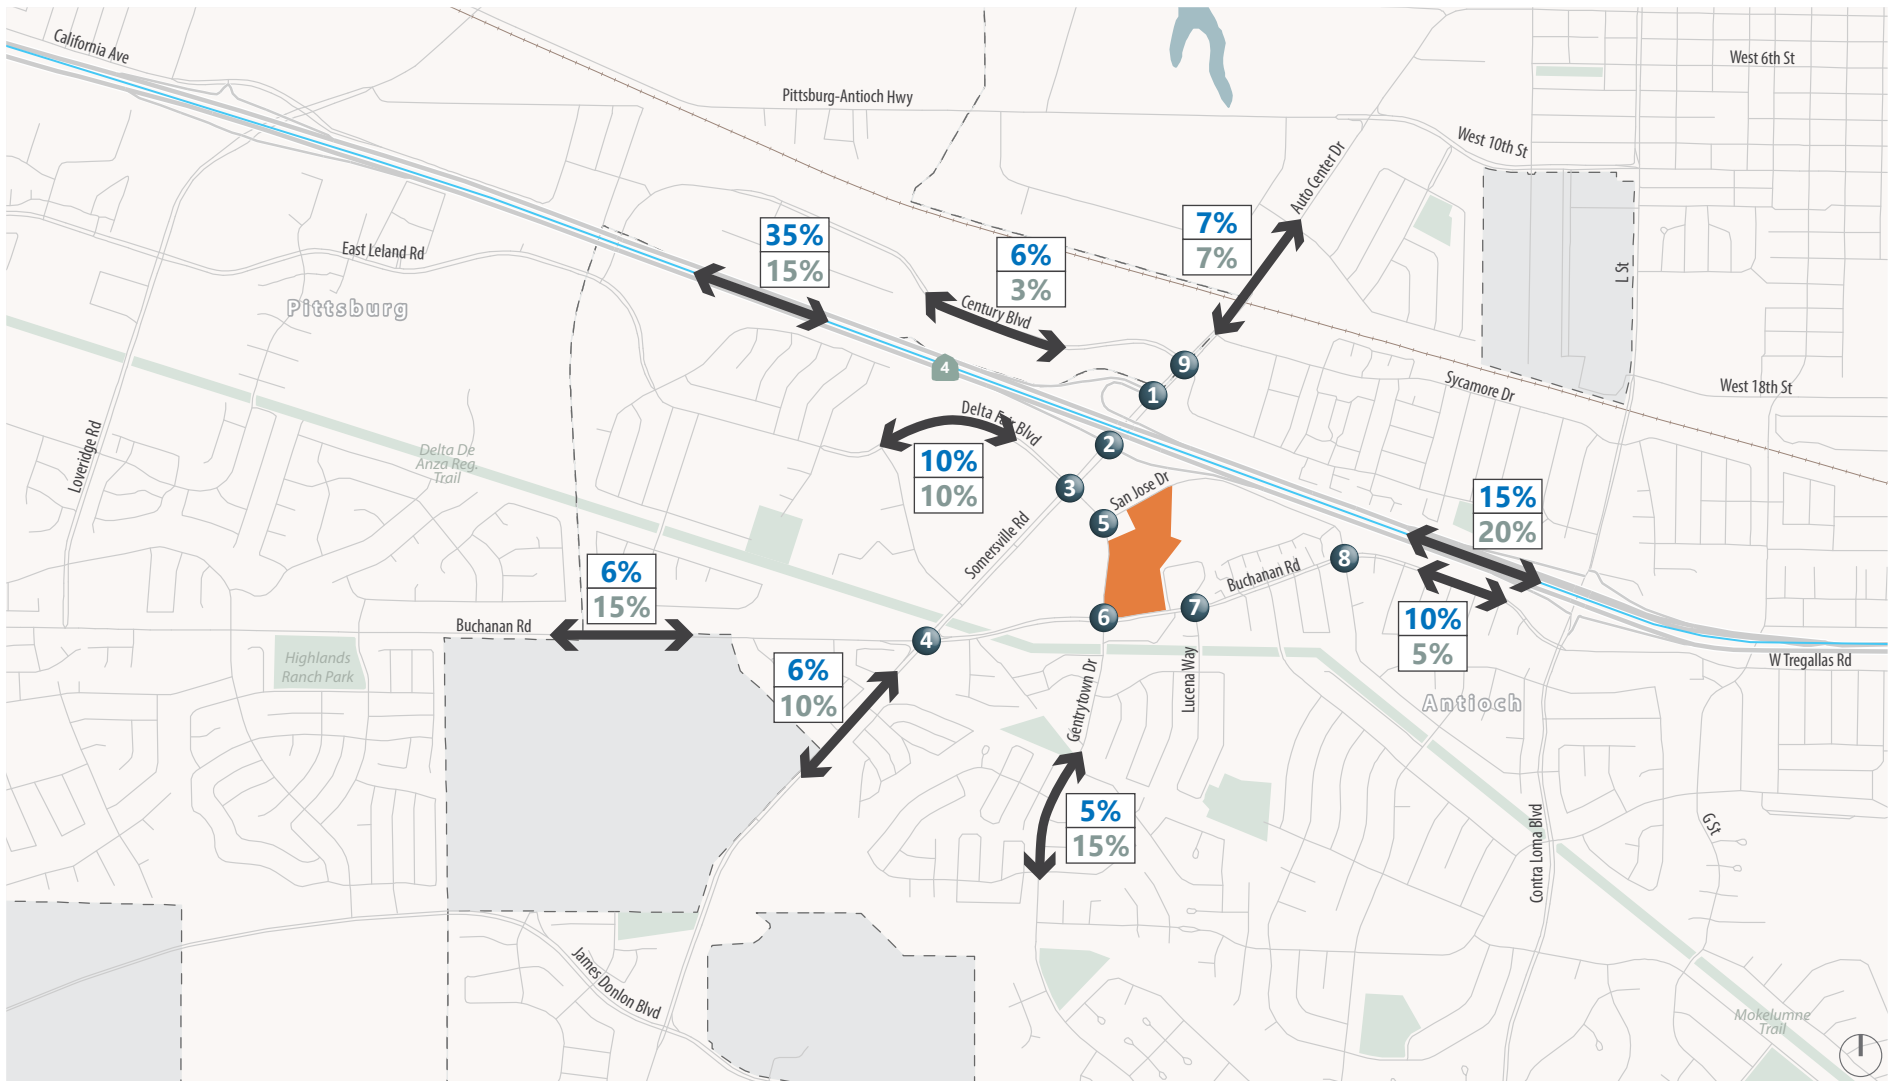 California Ave
West 6th St
Pittsburg-Antioch Hwy
West 10th St
Auto Center Dr
35%
15%
6%
3%
7%
7%
East Leland Rd
Pittsburg
Century Blvd
L St
4
9
1
Sycamore Dr
West 18th St
Delta Fair Blvd
2
10%
10%
Loveridge Rd
Delta De
Anza Reg.
Trail
3
San Jose Dr
5
15%
20%
Somersville Rd
8
Buchanan Rd
6%
15%
7
6
10%
5%
Buchanan Rd
4
Highlands
Ranch Park
W Tregallas Rd
6%
10%
Gentrytown Dr
Lucena Way
Antioch
5%
15%
Contra Loma Blvd
G St
James Donlon Blvd
Mokelumne
Trail